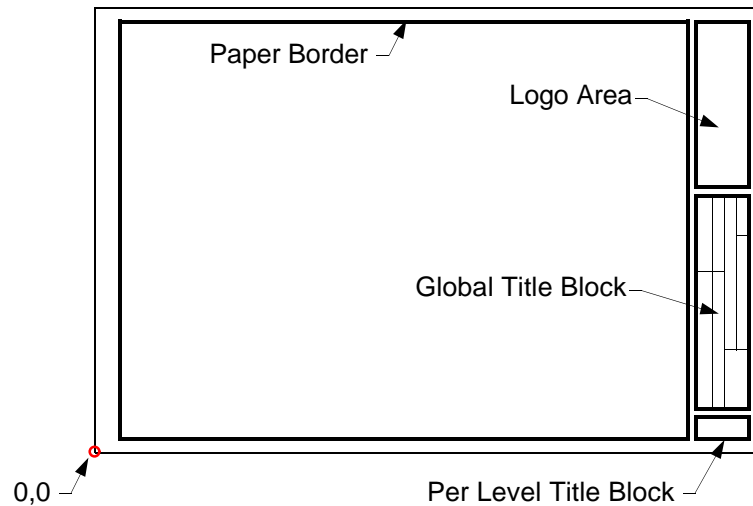 Paper Border
Logo Area
Global Title Block
0,0
Per Level Title Block